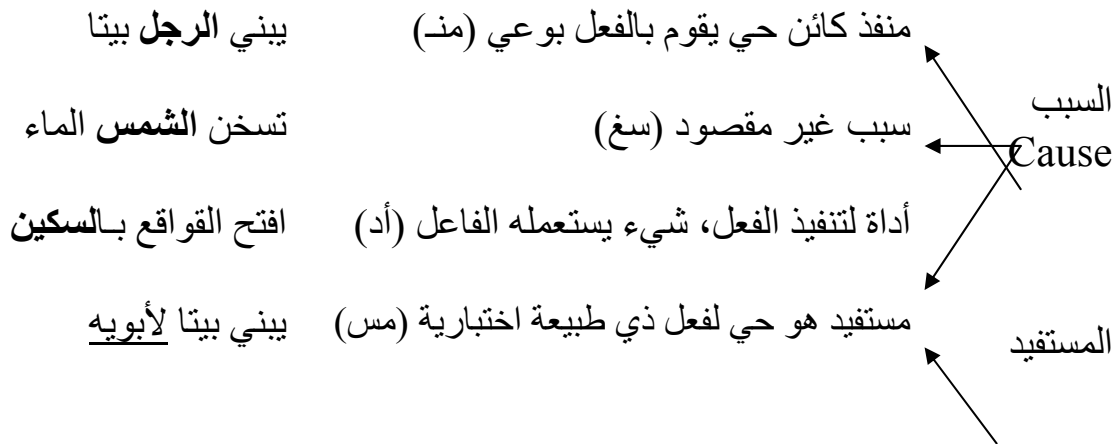 منفذ كائن حي يقوم بالفعل بوعي (منـ) يبني الرجل بيتا
السبب
سبب غير مقصود (سغ) تسخن الشمس الماء
Cause
أداة لتنفيذ الفعل، شيء يستعمله الفاعل (أد) افتح القواقع بـالسكين
المستفيد
مستفيد هو حي لفعل ذي طبيعة اختبارية (مس) يبني بيتا لأبويه